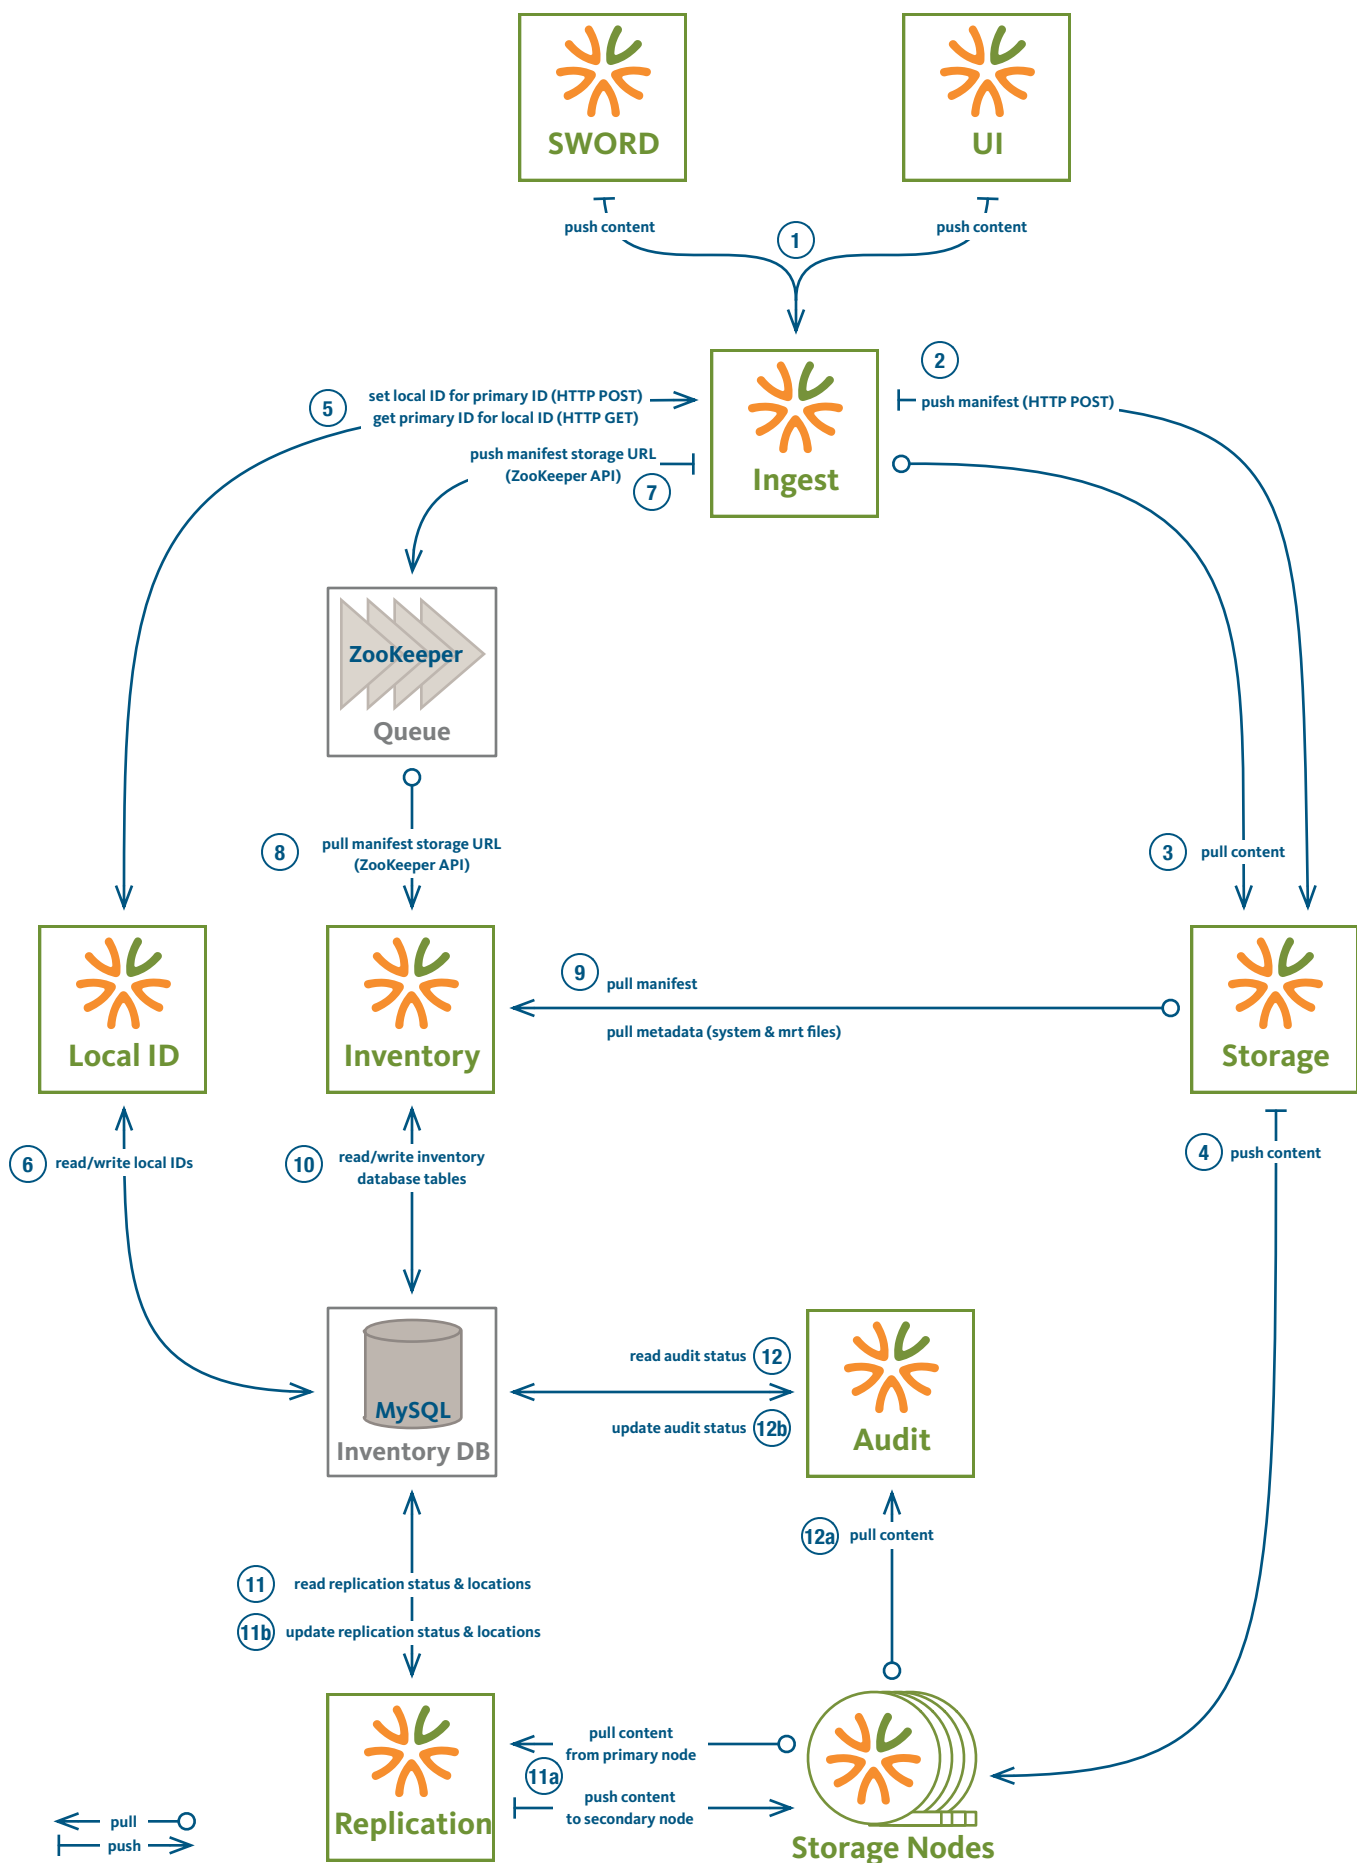 SWORD
UI
push content
push content
1
2
push manifest (HTTP POST)
5
set local ID for primary ID (HTTP POST)
get primary ID for local ID (HTTP GET)
push manifest storage URL
(ZooKeeper API)
7
Ingest
ZooKeeper
Queue
8
pull manifest storage URL
(ZooKeeper API)
3
pull content
9
pull manifest
pull metadata (system & mrt files)
Local ID
Inventory
Storage
6
read/write local IDs
10
read/write inventory
database tables
4
push content
MySQL
Inventory DB
read audit status
12
update audit status
12b
Audit
12a
pull content
11
read replication status & locations
11b
update replication status & locations
pull content
from primary node
11a
push content
to secondary node
Replication
Storage Nodes
pull
push